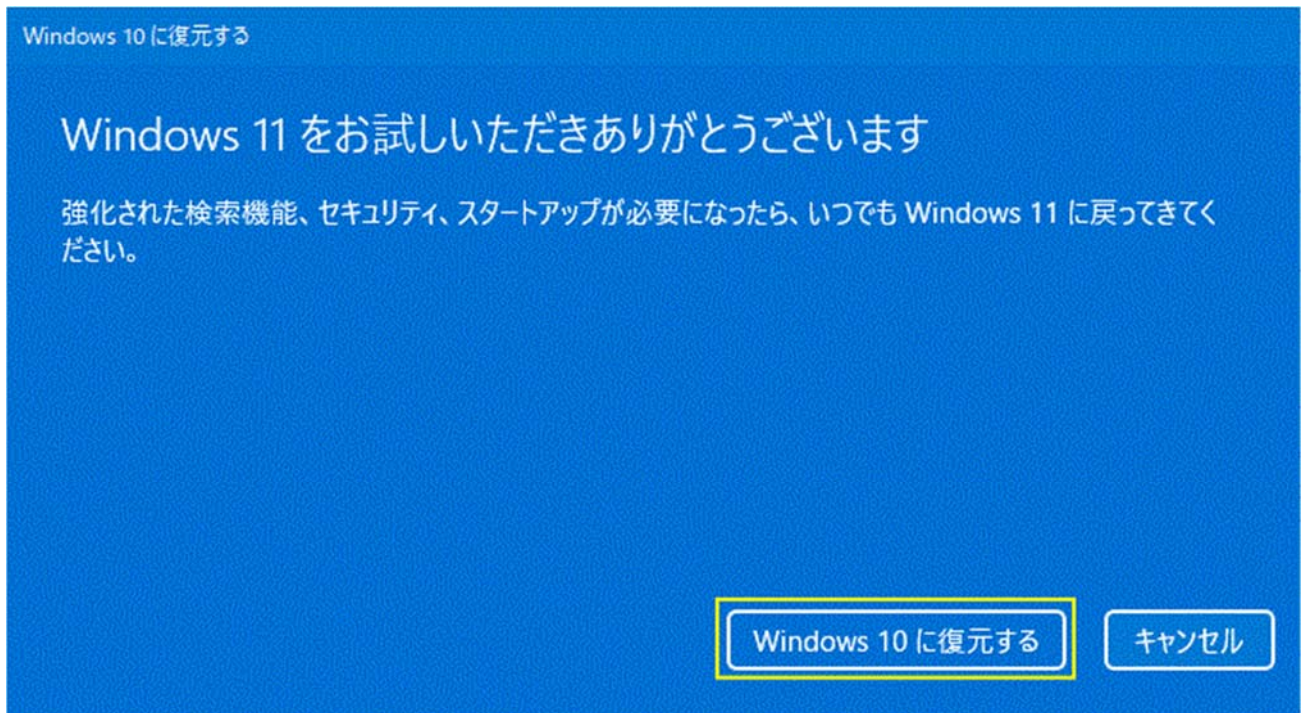 Windows 10 に復元する
Windows 11 をお試しいただきありがとうございます
強化された検索機能、セキュリティ、スタートアップが必要になったら、いつでも Windows 11 に戻ってきてく
ださい。
Windows 10 に復元する
キャンセル